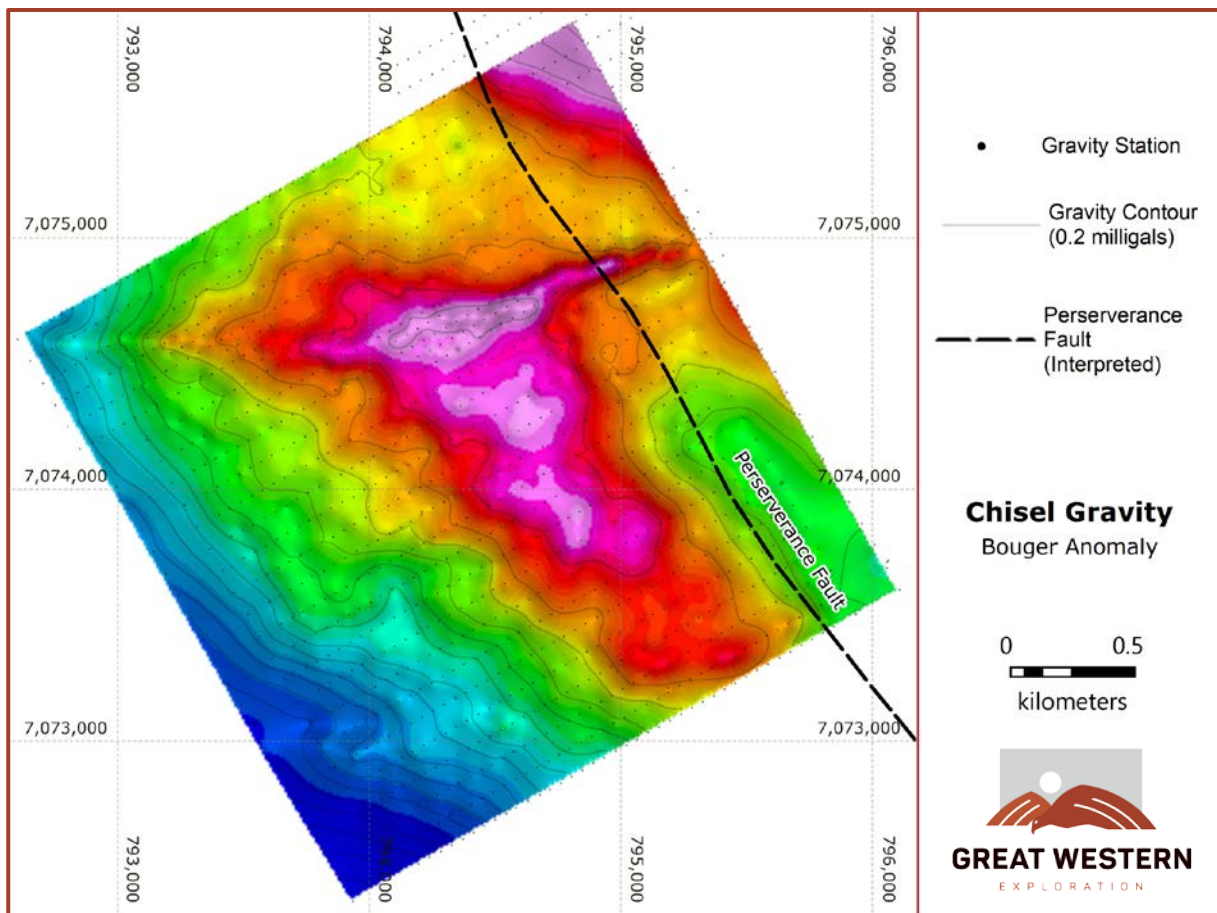 793,000
794,000
795,000
796,000
7,075,000
7,075,000
7,074,000
7,074,000
7,073,000
7,073,000
793,000
794,000
795,000
796,000
Perserverance Fault
Gravity Station
Gravity Contour
(0.2 milligals)
Perserverance
Fault
(Interpreted)
Chisel Gravity
Bouger Anomaly
0 0.5
kilometers
GREAT WESTERN
EXPLORATION